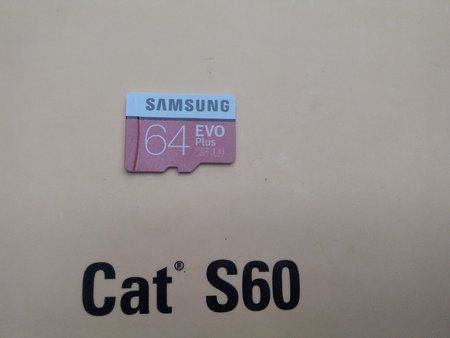 SAMSUNG
64 EVO
Plus
Cat® S60